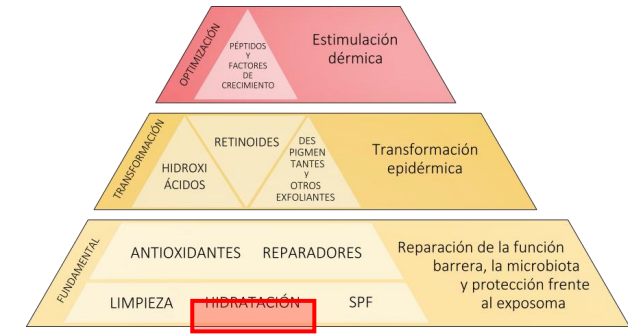 OPTIMIZACIÓN
PÉPTIDOS
Y
FACTORES
DE
CRECIMIENTO
Estimulación
dérmica
TRANSFORMACIÓN
HIDROXI
ÁCIDOS
RETINOIDES
DES
PIGMEN
TANTES
Y
OTROS
EXFOLIANTES
Transformación
epidérmica
FUNDAMENTAL
ANTIOXIDANTES REPARADORES
LIMPIEZA HIDRATACIÓN SPF
Reparación de la función
barrera, la microbiota
y protección frente
al exposoma